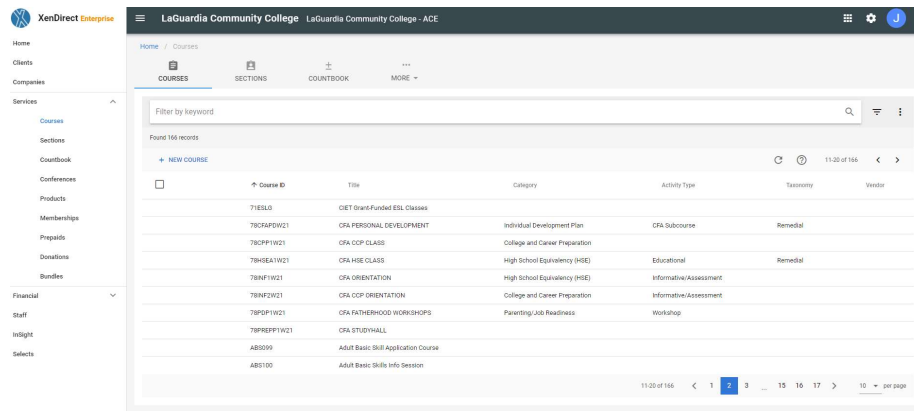 XenDirect Enterprise
LaGuardia Community College LaGuardia Community College - ACE
J
Home
Clients
Companies
Services
Courses
Sections
Countbook
Conferences
Products
Memberships
Prepaids
Donations
Bundles
Financial
Staff
InSight
Selects
Home / Courses
COURSES SECTIONS COUNTBOOK MORE
Filter by keyword
Found 166 records
+ NEW COURSE 11-20 of 166
Course ID Title Category Activity Type Taxonomy Vendor
71ESLG CIET Grant-Funded ESL Classes
78CFAPDW21 CFA PERSONAL DEVELOPMENT Individual Development Plan CFA Subcourse Remedial
78CPP1W21 CFA CCP CLASS College and Career Preparation
78HSEA1W21 CFA HSE CLASS High School Equivalency (HSE) Educational Remedial
78INF1W21 CFA ORIENTATION High School Equivalency (HSE) Informative/Assessment
78INF2W21 CFA CCP ORIENTATION College and Career Preparation Informative/Assessment
78PDP1W21 CFA FATHERHOOD WORKSHOPS Parenting/Job Readiness Workshop
78PREPP1W21 CFA STUDYHALL
ABS099 Adult Basic Skill Application Course
ABS100 Adult Basic Skills Info Session
11-20 of 166 1 2 3 ... 15 16 17 10 per page